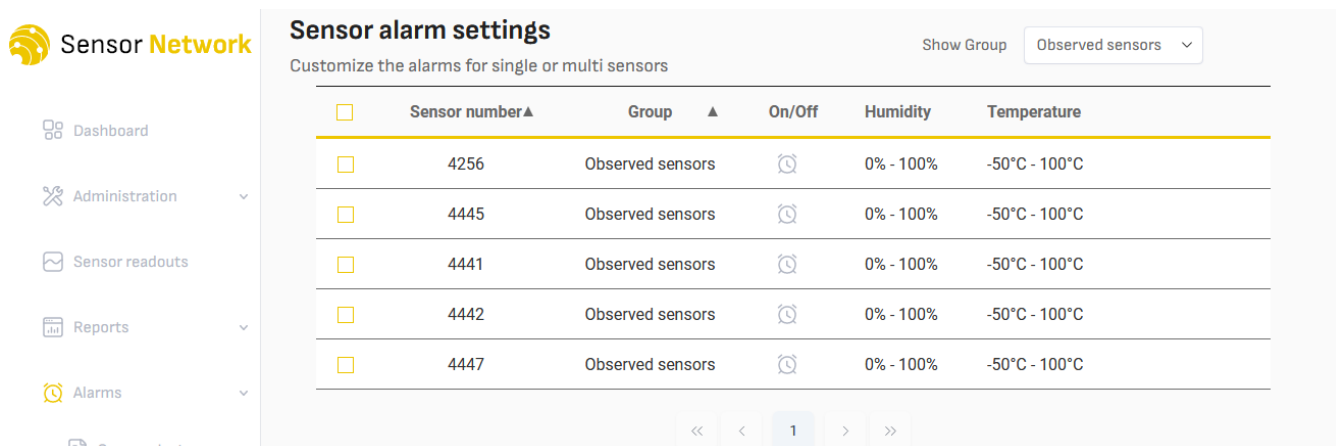 Sensor Network
Dashboard
Administration
Sensor readouts
Reports
Alarms
Sensor alarm settings
Customize the alarms for single or multi sensors
Show Group Observed sensors
Sensor number▲ Group ▲ On/Off Humidity Temperature
4256 Observed sensors 0% - 100% -50°C - 100°C
4445 Observed sensors 0% - 100% -50°C - 100°C
4441 Observed sensors 0% - 100% -50°C - 100°C
4442 Observed sensors 0% - 100% -50°C - 100°C
4447 Observed sensors 0% - 100% -50°C - 100°C
<< < 1 > >>